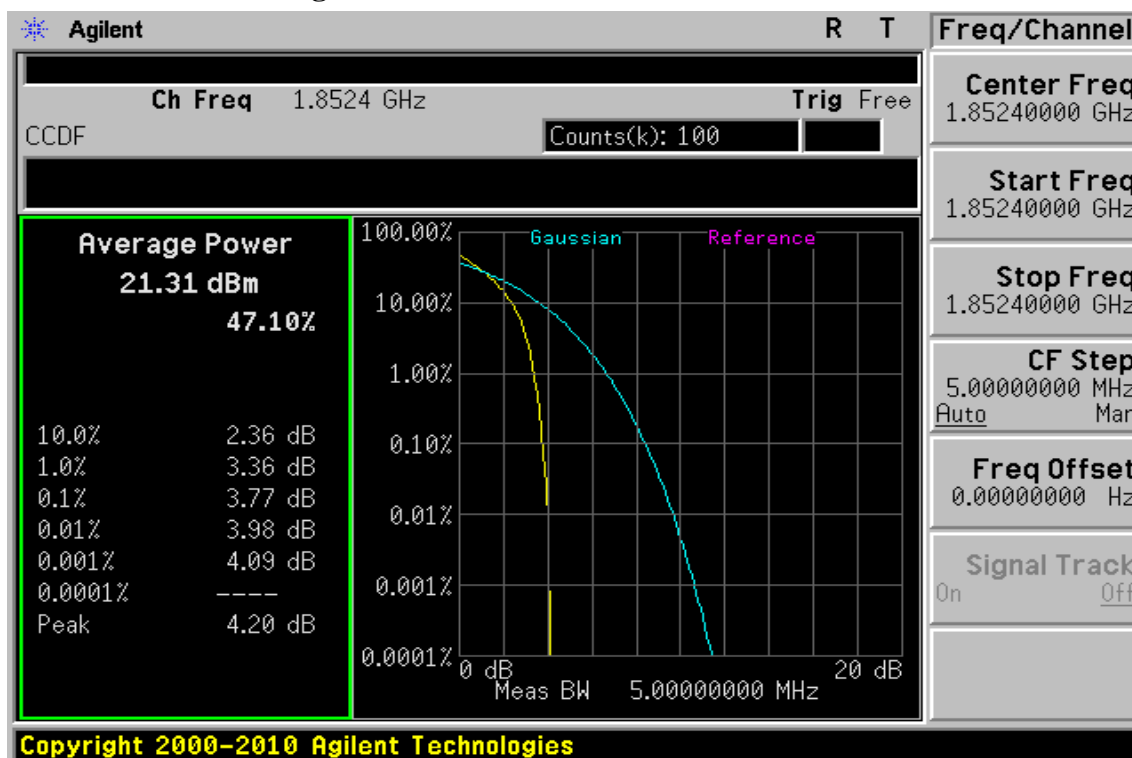 Agilent R T
Ch Freq 1.8524 GHz Trig Free
CCDF Counts(k): 100
Average Power
21.31 dBm
47.10%
10.0% 2.36 dB
1.0% 3.36 dB
0.1% 3.77 dB
0.01% 3.98 dB
0.001% 4.09 dB
0.0001% ----
Peak 4.20 dB
Gaussian Reference
100.00%
10.00%
1.00%
0.10%
0.01%
0.001%
0.0001%
0 dB 20 dB
Meas BW 5.00000000 MHz
Freq/Channel
Center Freq
1.85240000 GHz
Start Freq
1.85240000 GHz
Stop Freq
1.85240000 GHz
CF Step
5.00000000 MHz
Auto Man
Freq Offset
0.00000000 Hz
Signal Track
On Off
Copyright 2000-2010 Agilent Technologies